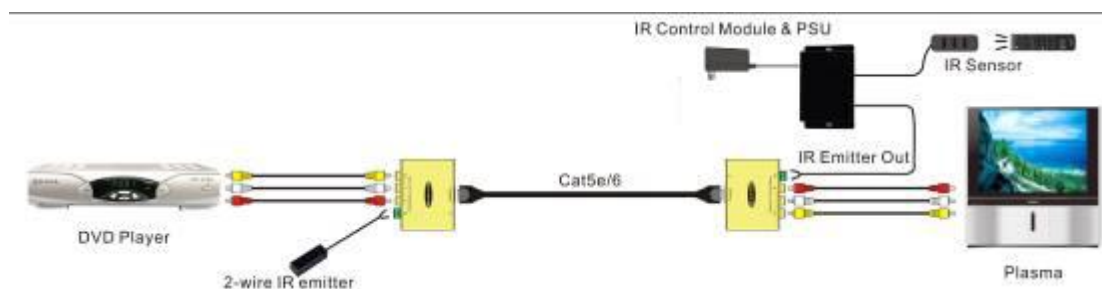 IR Control Module & PSU
IR Sensor
IR Emitter Out
Cat5e/6
DVD Player
2-wire IR emitter
Plasma